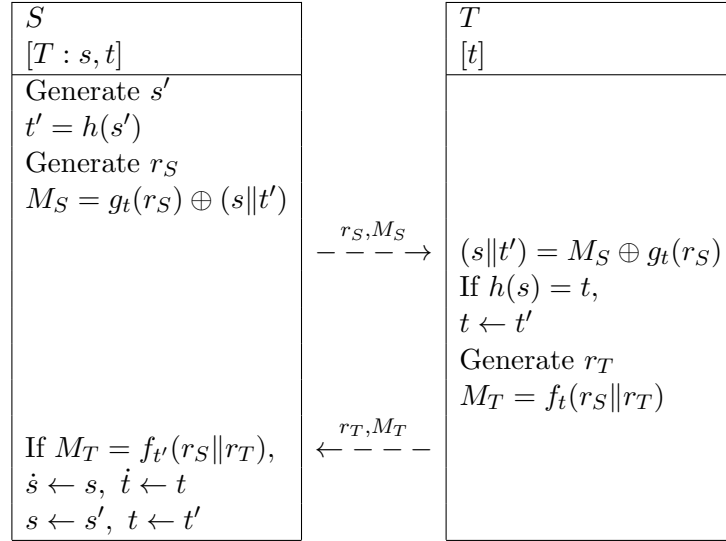 S
[T : s, t]
Generate s′
t′ = h(s′)
Generate r_S
M_S = g_t(r_S) ⊕ (s‖t′)
If M_T = f_{t′}(r_S‖r_T),
ṡ ← s, ṫ ← t
s ← s′, t ← t′
r_S, M_S
r_T, M_T
T
[t]
(s‖t′) = M_S ⊕ g_t(r_S)
If h(s) = t,
t ← t′
Generate r_T
M_T = f_t(r_S‖r_T)